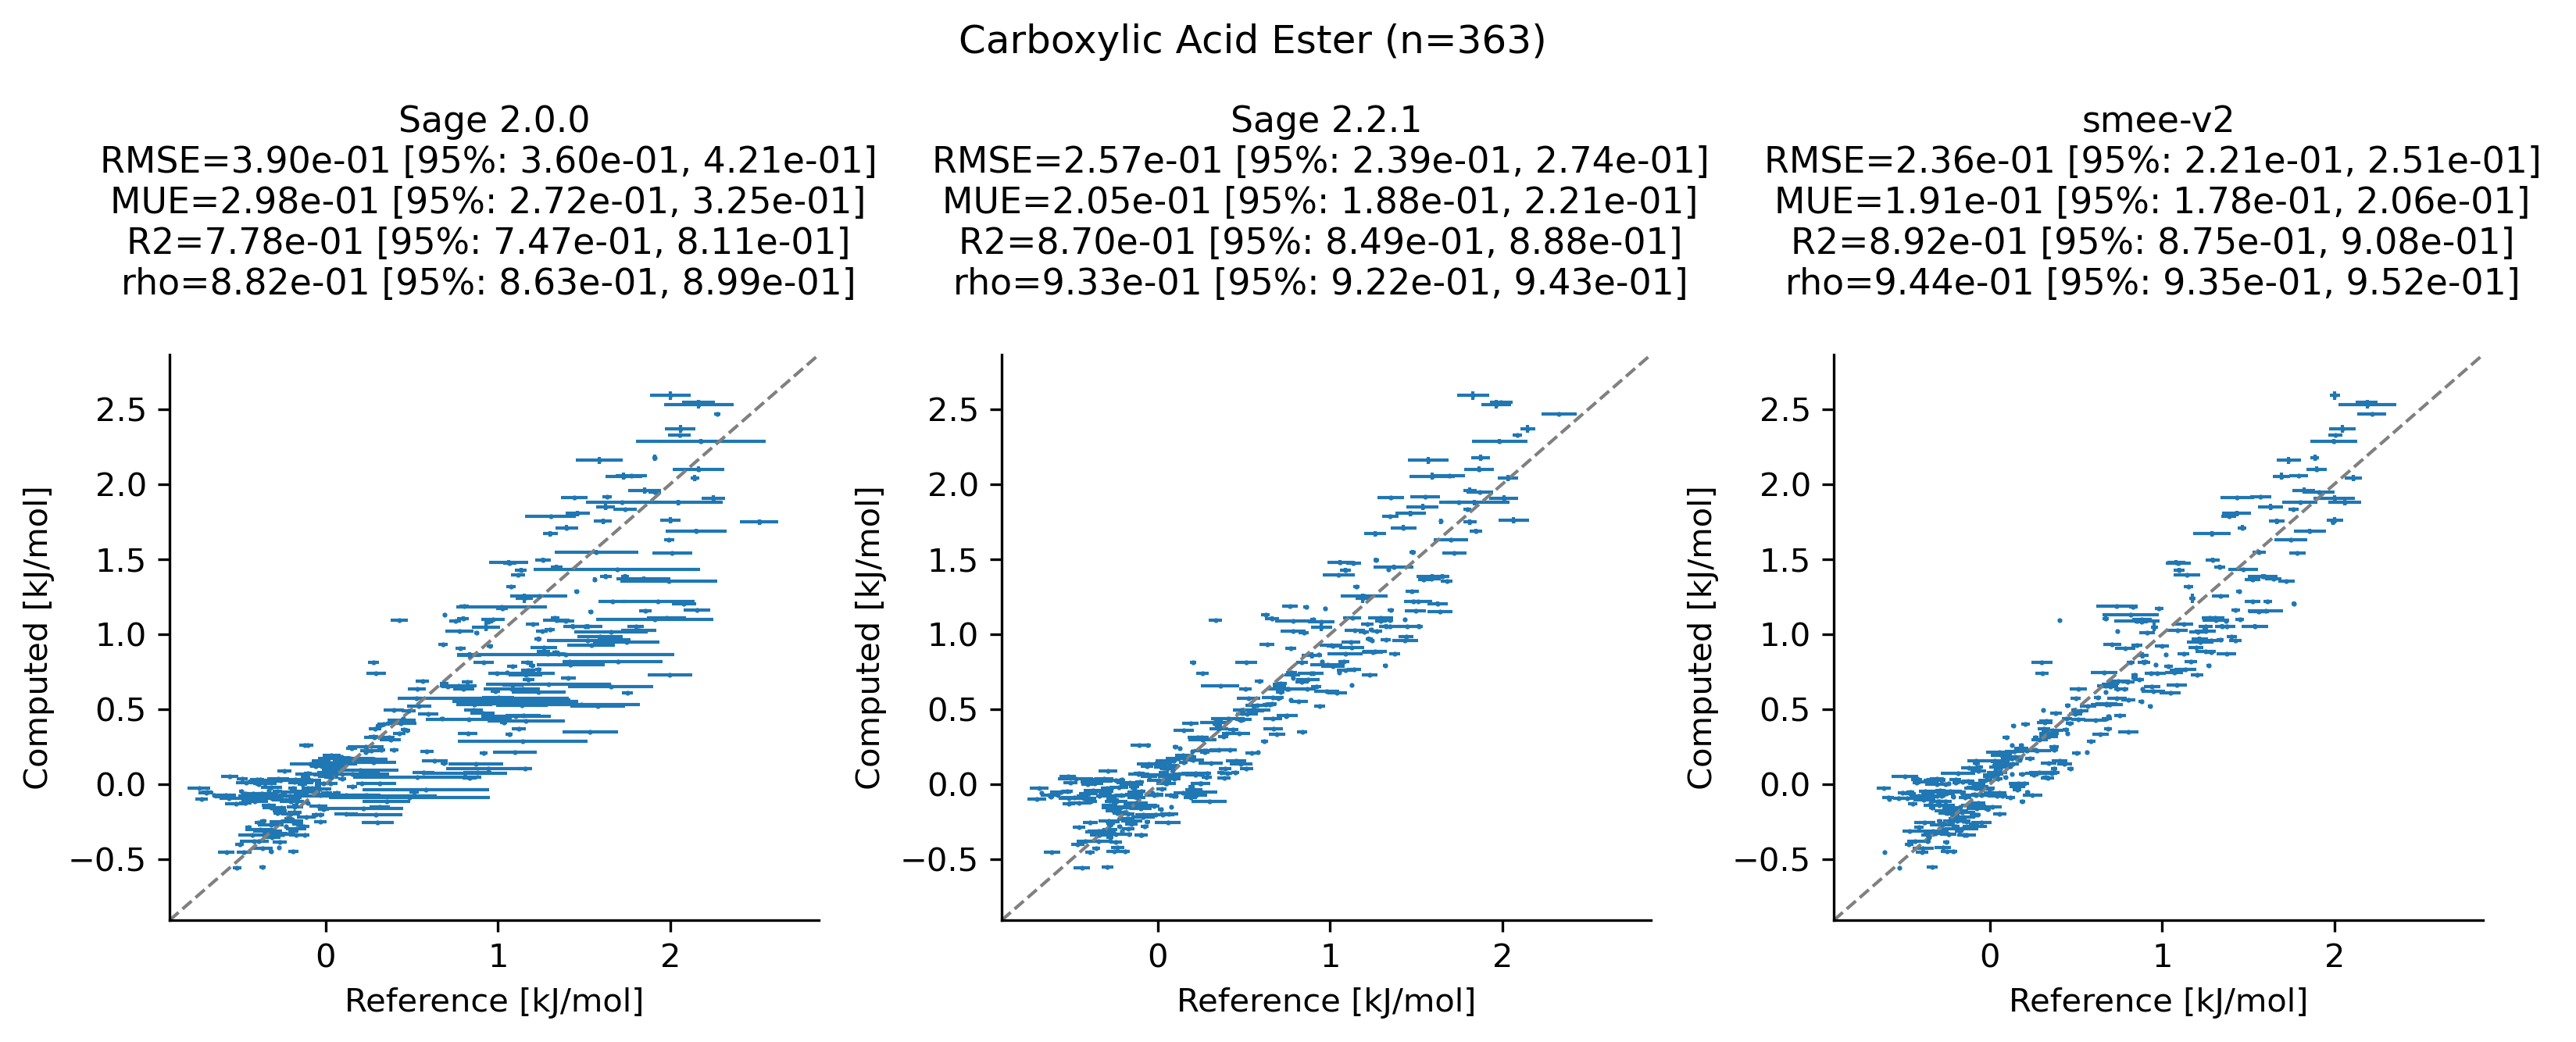 Carboxylic Acid Ester (n=363)
Sage 2.0.0
RMSE=3.90e-01 [95%: 3.60e-01, 4.21e-01]
MUE=2.98e-01 [95%: 2.72e-01, 3.25e-01]
R2=7.78e-01 [95%: 7.47e-01, 8.11e-01]
rho=8.82e-01 [95%: 8.63e-01, 8.99e-01]
2.5
2.0
1.5
1.0
0.5
0.0
−0.5
Computed [kJ/mol]
0 1 2
Reference [kJ/mol]
Sage 2.2.1
RMSE=2.57e-01 [95%: 2.39e-01, 2.74e-01]
MUE=2.05e-01 [95%: 1.88e-01, 2.21e-01]
R2=8.70e-01 [95%: 8.49e-01, 8.88e-01]
rho=9.33e-01 [95%: 9.22e-01, 9.43e-01]
2.5
2.0
1.5
1.0
0.5
0.0
−0.5
Computed [kJ/mol]
0 1 2
Reference [kJ/mol]
smee-v2
RMSE=2.36e-01 [95%: 2.21e-01, 2.51e-01]
MUE=1.91e-01 [95%: 1.78e-01, 2.06e-01]
R2=8.92e-01 [95%: 8.75e-01, 9.08e-01]
rho=9.44e-01 [95%: 9.35e-01, 9.52e-01]
2.5
2.0
1.5
1.0
0.5
0.0
−0.5
Computed [kJ/mol]
0 1 2
Reference [kJ/mol]